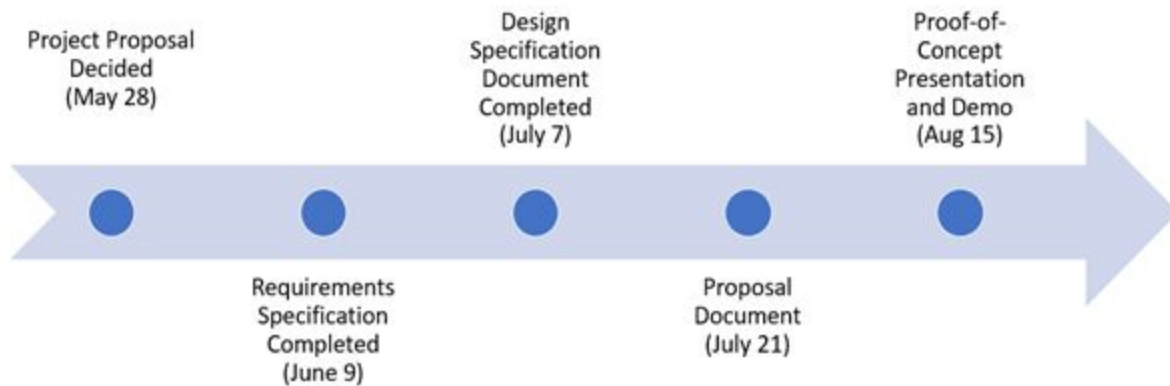 Project Proposal
Decided
(May 28)
Requirements
Specification
Completed
(June 9)
Design
Specification
Document
Completed
(July 7)
Proposal
Document
(July 21)
Proof-of-
Concept
Presentation
and Demo
(Aug 15)